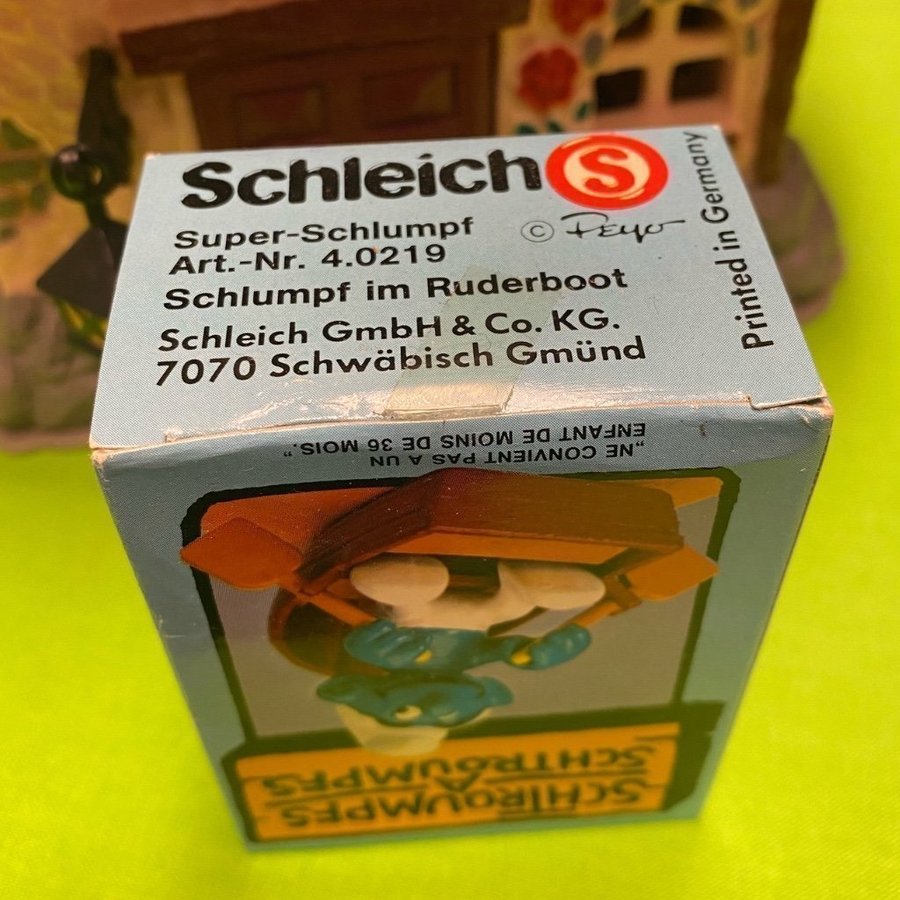 Schleich S
Super-Schlumpf © Peyo
Art.-Nr. 4.0219
Schlumpf im Ruderboot
Schleich GmbH & Co. KG.
7070 Schwäbisch Gmünd
Printed in Germany
„NE CONVIENT PAS A UN
ENFANT DE MOINS DE 36 MOIS.“
SCHTROUMPFS
A
SCHTROUMPFS